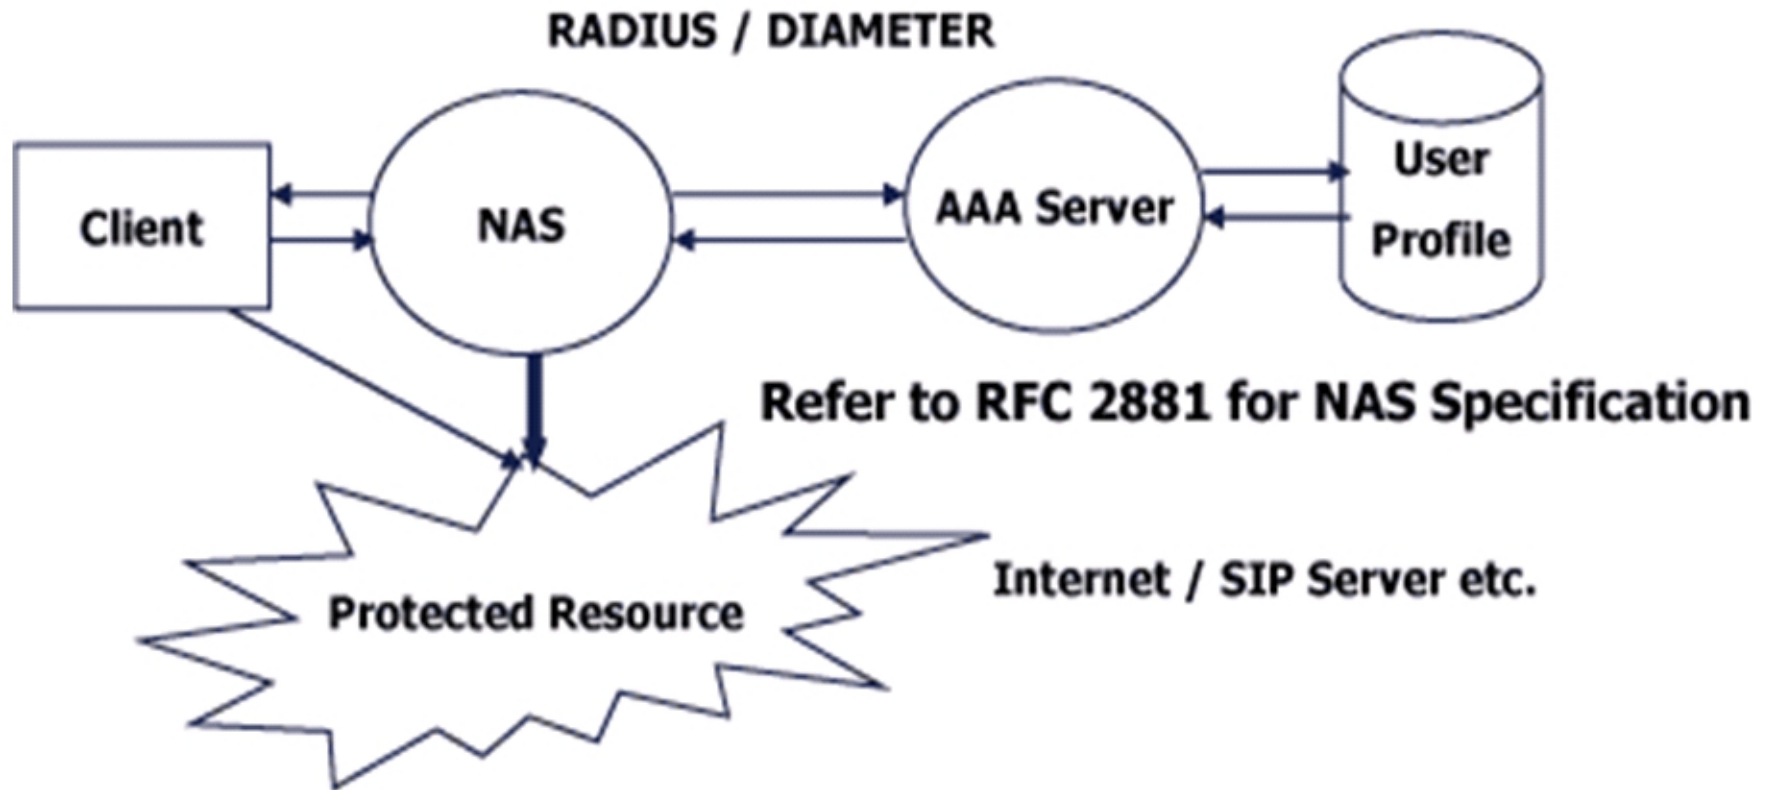 RADIUS / DIAMETER
Client
NAS
AAA Server
User
Profile
Refer to RFC 2881 for NAS Specification
Protected Resource
Internet / SIP Server etc.